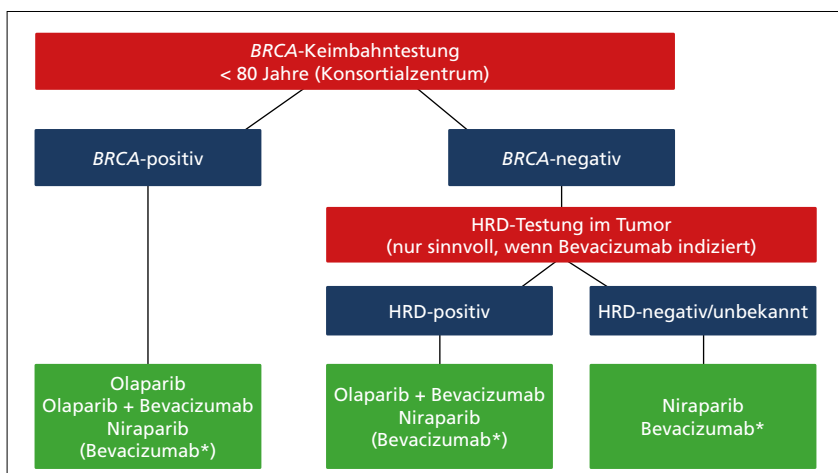 BRCA-Keimbahntestung
< 80 Jahre (Konsortialzentrum)
BRCA-positiv
BRCA-negativ
HRD-Testung im Tumor
(nur sinnvoll, wenn Bevacizumab indiziert)
HRD-positiv
HRD-negativ/unbekannt
Olaparib
Olaparib + Bevacizumab
Niraparib
(Bevacizumab*)
Olaparib + Bevacizumab
Niraparib
(Bevacizumab*)
Niraparib
Bevacizumab*